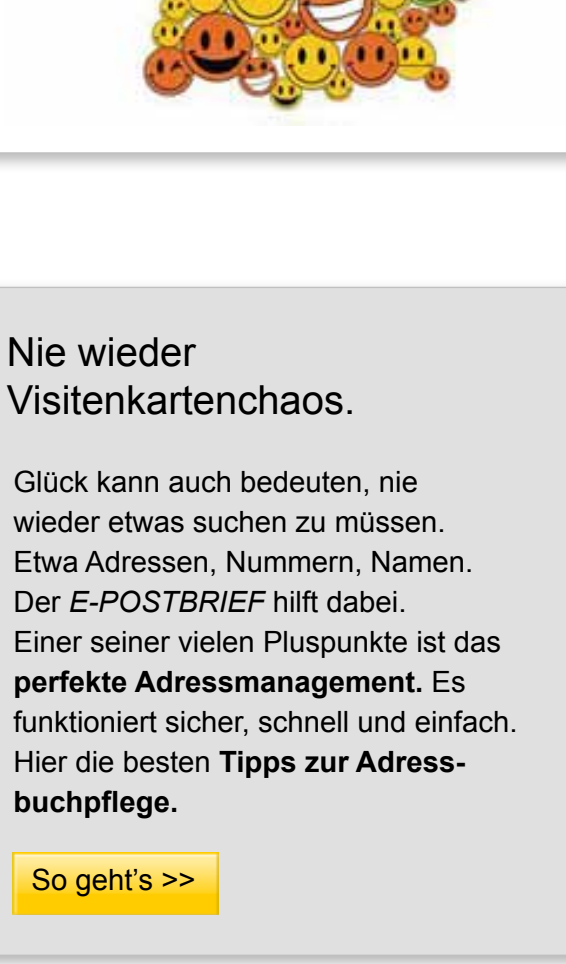 Nie wieder
Visitenkartenchaos.
Glück kann auch bedeuten, nie
wieder etwas suchen zu müssen.
Etwa Adressen, Nummern, Namen.
Der E-POSTBRIEF hilft dabei.
Einer seiner vielen Pluspunkte ist das
perfekte Adressmanagement. Es
funktioniert sicher, schnell und einfach.
Hier die besten Tipps zur Adress-
buchpflege.
So geht’s >>